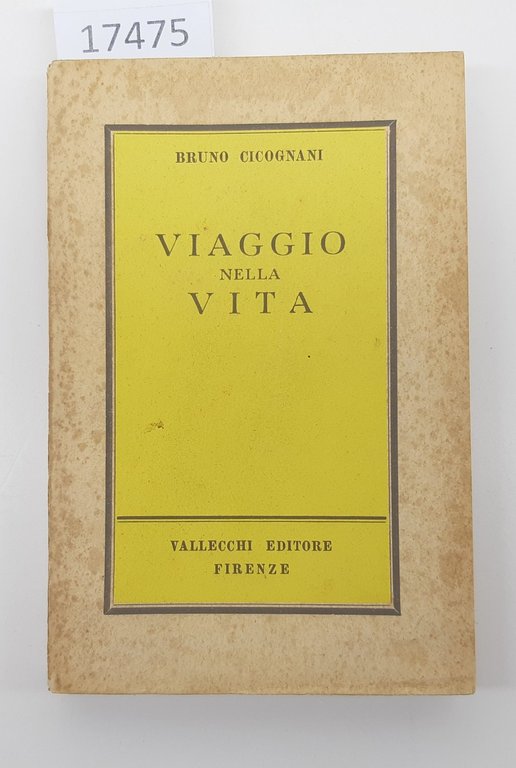 17475
BRUNO CICOGNANI
VIAGGIO
NELLA
VITA
VALLECCHI EDITORE
FIRENZE